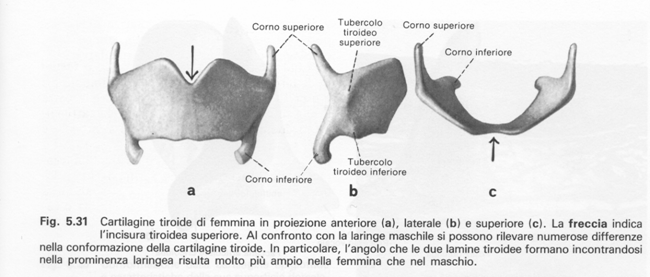 Corno superiore
Tubercolo
tiroideo
superiore
Corno superiore
Corno inferiore
Corno inferiore
Tubercolo
tiroideo inferiore
a
b
c
Fig. 5.31 Cartilagine tiroide di femmina in proiezione anteriore (a), laterale (b) e superiore (c). La freccia indica
l'incisura tiroidea superiore. Al confronto con la laringe maschile si possono rilevare numerose differenze
nella conformazione della cartilagine tiroide. In particolare, l'angolo che le due lamine tiroidee formano incontrandosi
nella prominenza laringea risulta molto più ampio nella femmina che nel maschio.